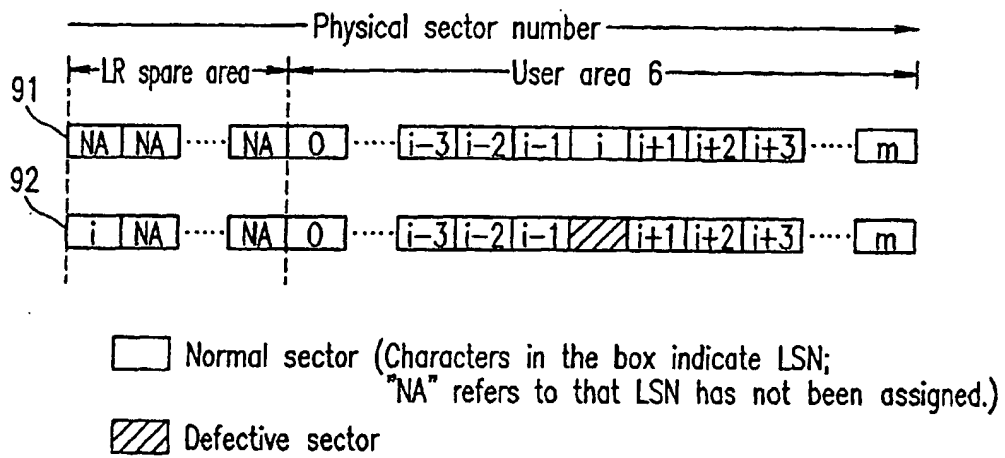 Physical sector number
LR spare area User area 6
91
NA NA ..... NA 0 ..... i-3 i-2 i-1 i i+1 i+2 i+3 ..... m
92
i NA ..... NA 0 ..... i-3 i-2 i-1 i+1 i+2 i+3 ..... m
Normal sector (Characters in the box indicate LSN;
"NA" refers to that LSN has not been assigned.)
Defective sector